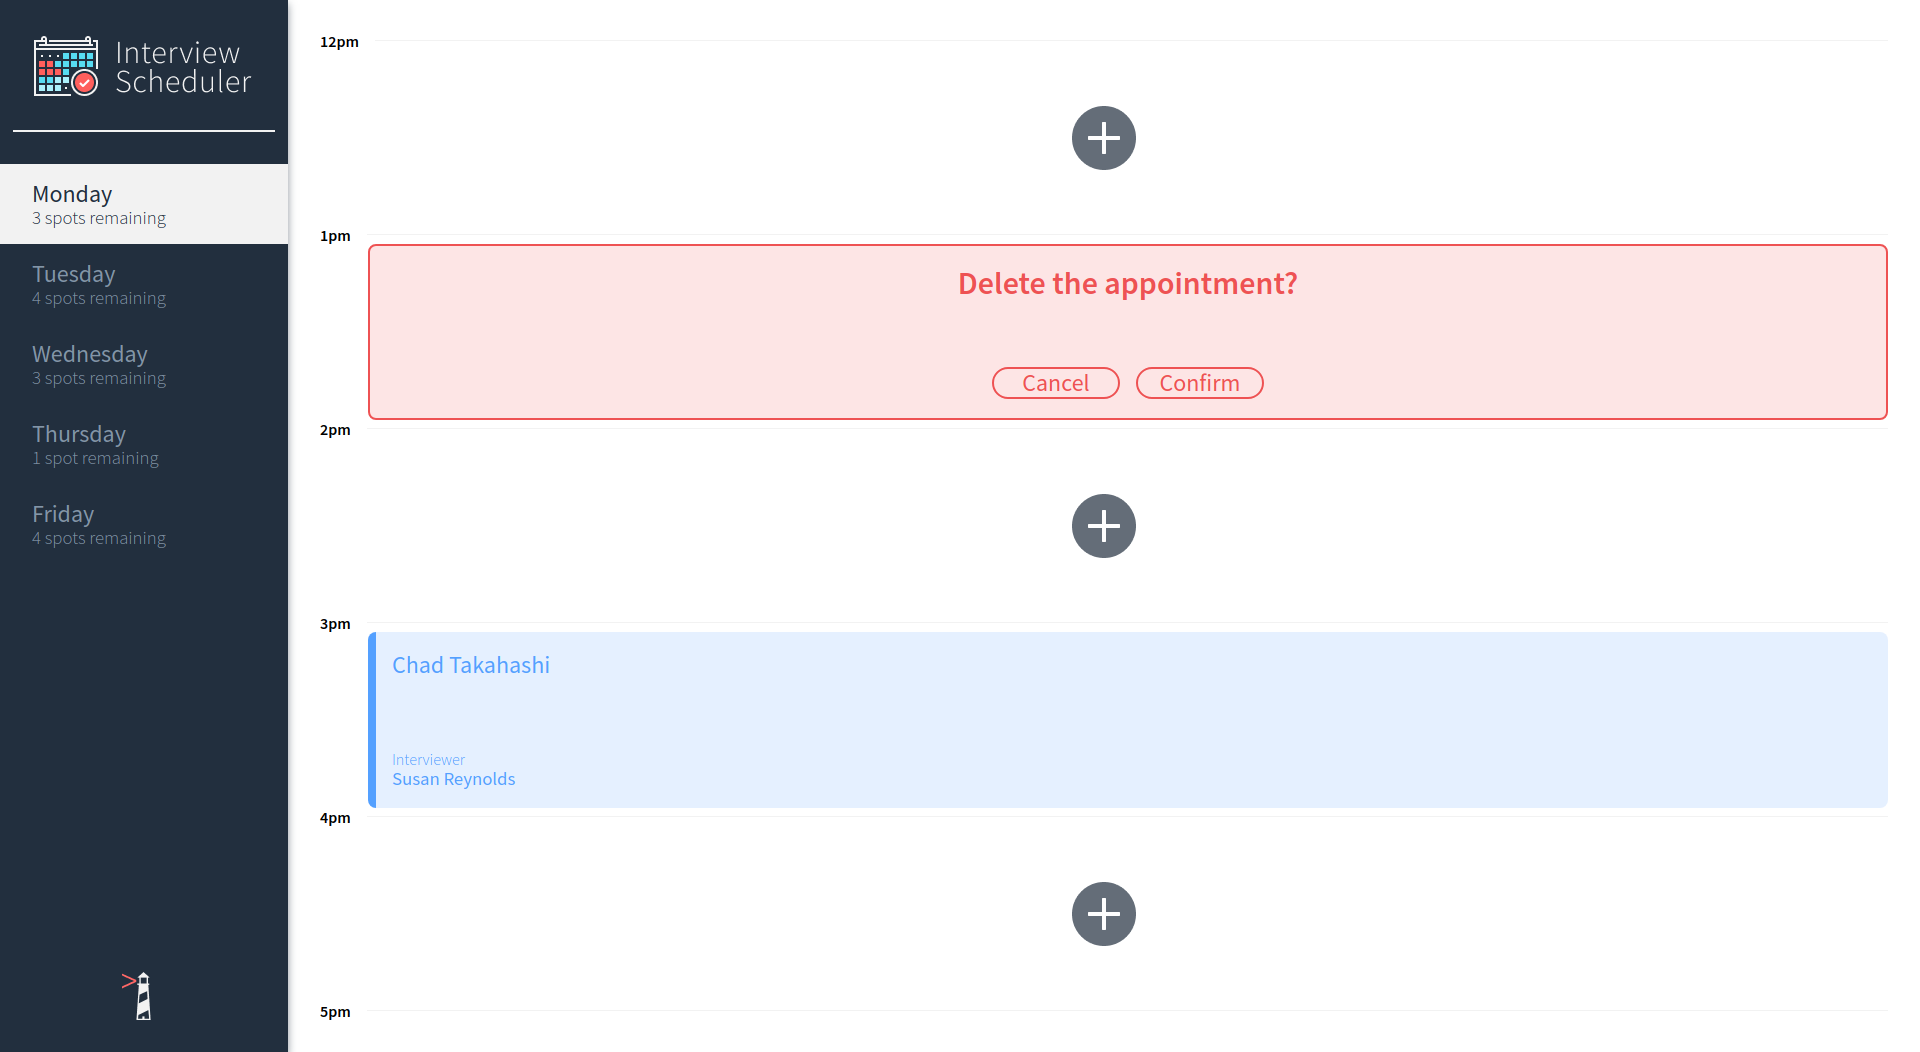 Interview
Scheduler
Monday
3 spots remaining
Tuesday
4 spots remaining
Wednesday
3 spots remaining
Thursday
1 spot remaining
Friday
4 spots remaining
12pm
1pm
Delete the appointment?
Cancel Confirm
2pm
3pm
Chad Takahashi
Interviewer
Susan Reynolds
4pm
5pm